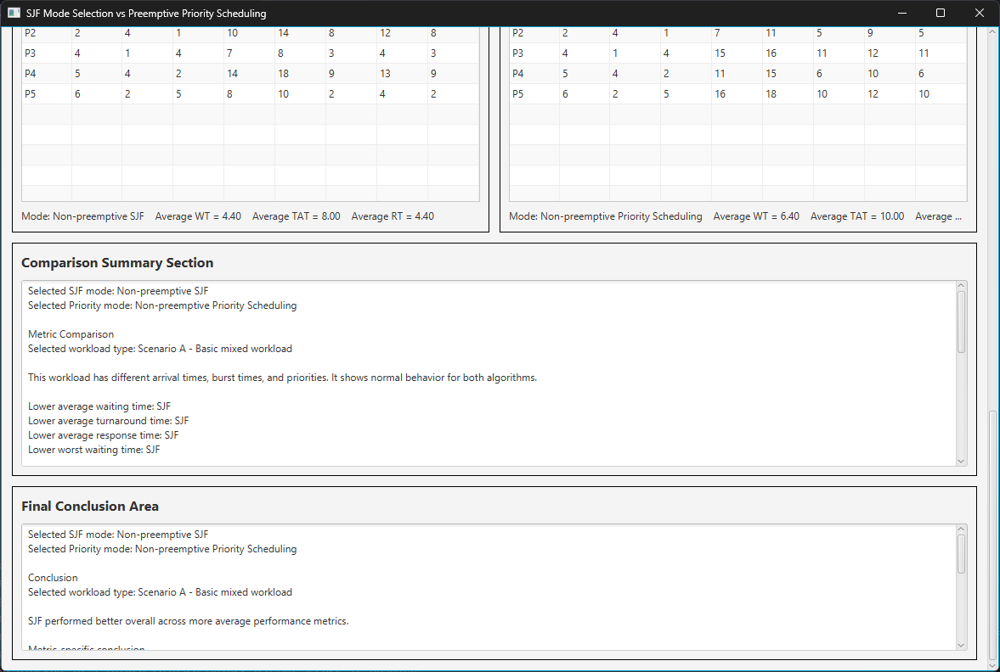 SJF Mode Selection vs Preemptive Priority Scheduling
P2 2 4 1 10 14 8 12 8
P3 4 1 4 7 8 3 4 3
P4 5 4 2 14 18 9 13 9
P5 6 2 5 8 10 2 4 2
Mode: Non-preemptive SJF Average WT = 4.40 Average TAT = 8.00 Average RT = 4.40
P2 2 4 1 7 11 5 9 5
P3 4 1 4 15 16 11 12 11
P4 5 4 2 11 15 6 10 6
P5 6 2 5 16 18 10 12 10
Mode: Non-preemptive Priority Scheduling Average WT = 6.40 Average TAT = 10.00 Average ...
Comparison Summary Section
Selected SJF mode: Non-preemptive SJF
Selected Priority mode: Non-preemptive Priority Scheduling
Metric Comparison
Selected workload type: Scenario A - Basic mixed workload
This workload has different arrival times, burst times, and priorities. It shows normal behavior for both algorithms.
Lower average waiting time: SJF
Lower average turnaround time: SJF
Lower average response time: SJF
Lower worst waiting time: SJF
Final Conclusion Area
Selected SJF mode: Non-preemptive SJF
Selected Priority mode: Non-preemptive Priority Scheduling
Conclusion
Selected workload type: Scenario A - Basic mixed workload
SJF performed better overall across more average performance metrics.
Metric-specific conclusion